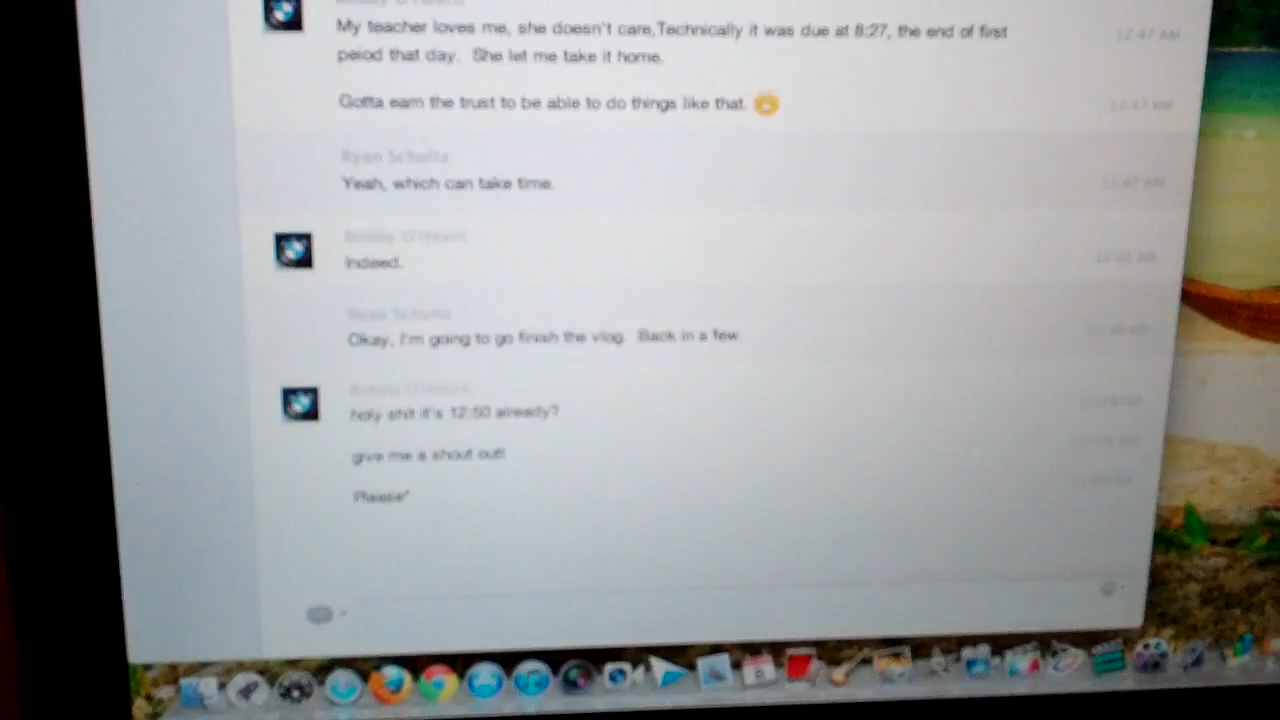 My teacher loves me, she doesn't care,Technically it was due at 8:27, the end of first 12:47 AM
peiod that day. She let me take it home.
Gotta earn the trust to be able to do things like that. 12:47 AM
Ryan Schultz
Yeah, which can take time.
Indeed.
Ryan Schultz
Okay, I'm going to go finish the vlog. Back in a few.
holy shit it's 12:50 already?
give me a shout out!
Please*